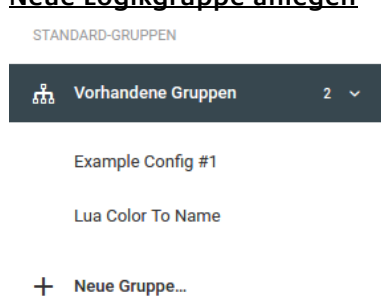 Neue Logikgruppe anlegen
STANDARD-GRUPPEN
Vorhandene Gruppen 2
Example Config #1
Lua Color To Name
Neue Gruppe...